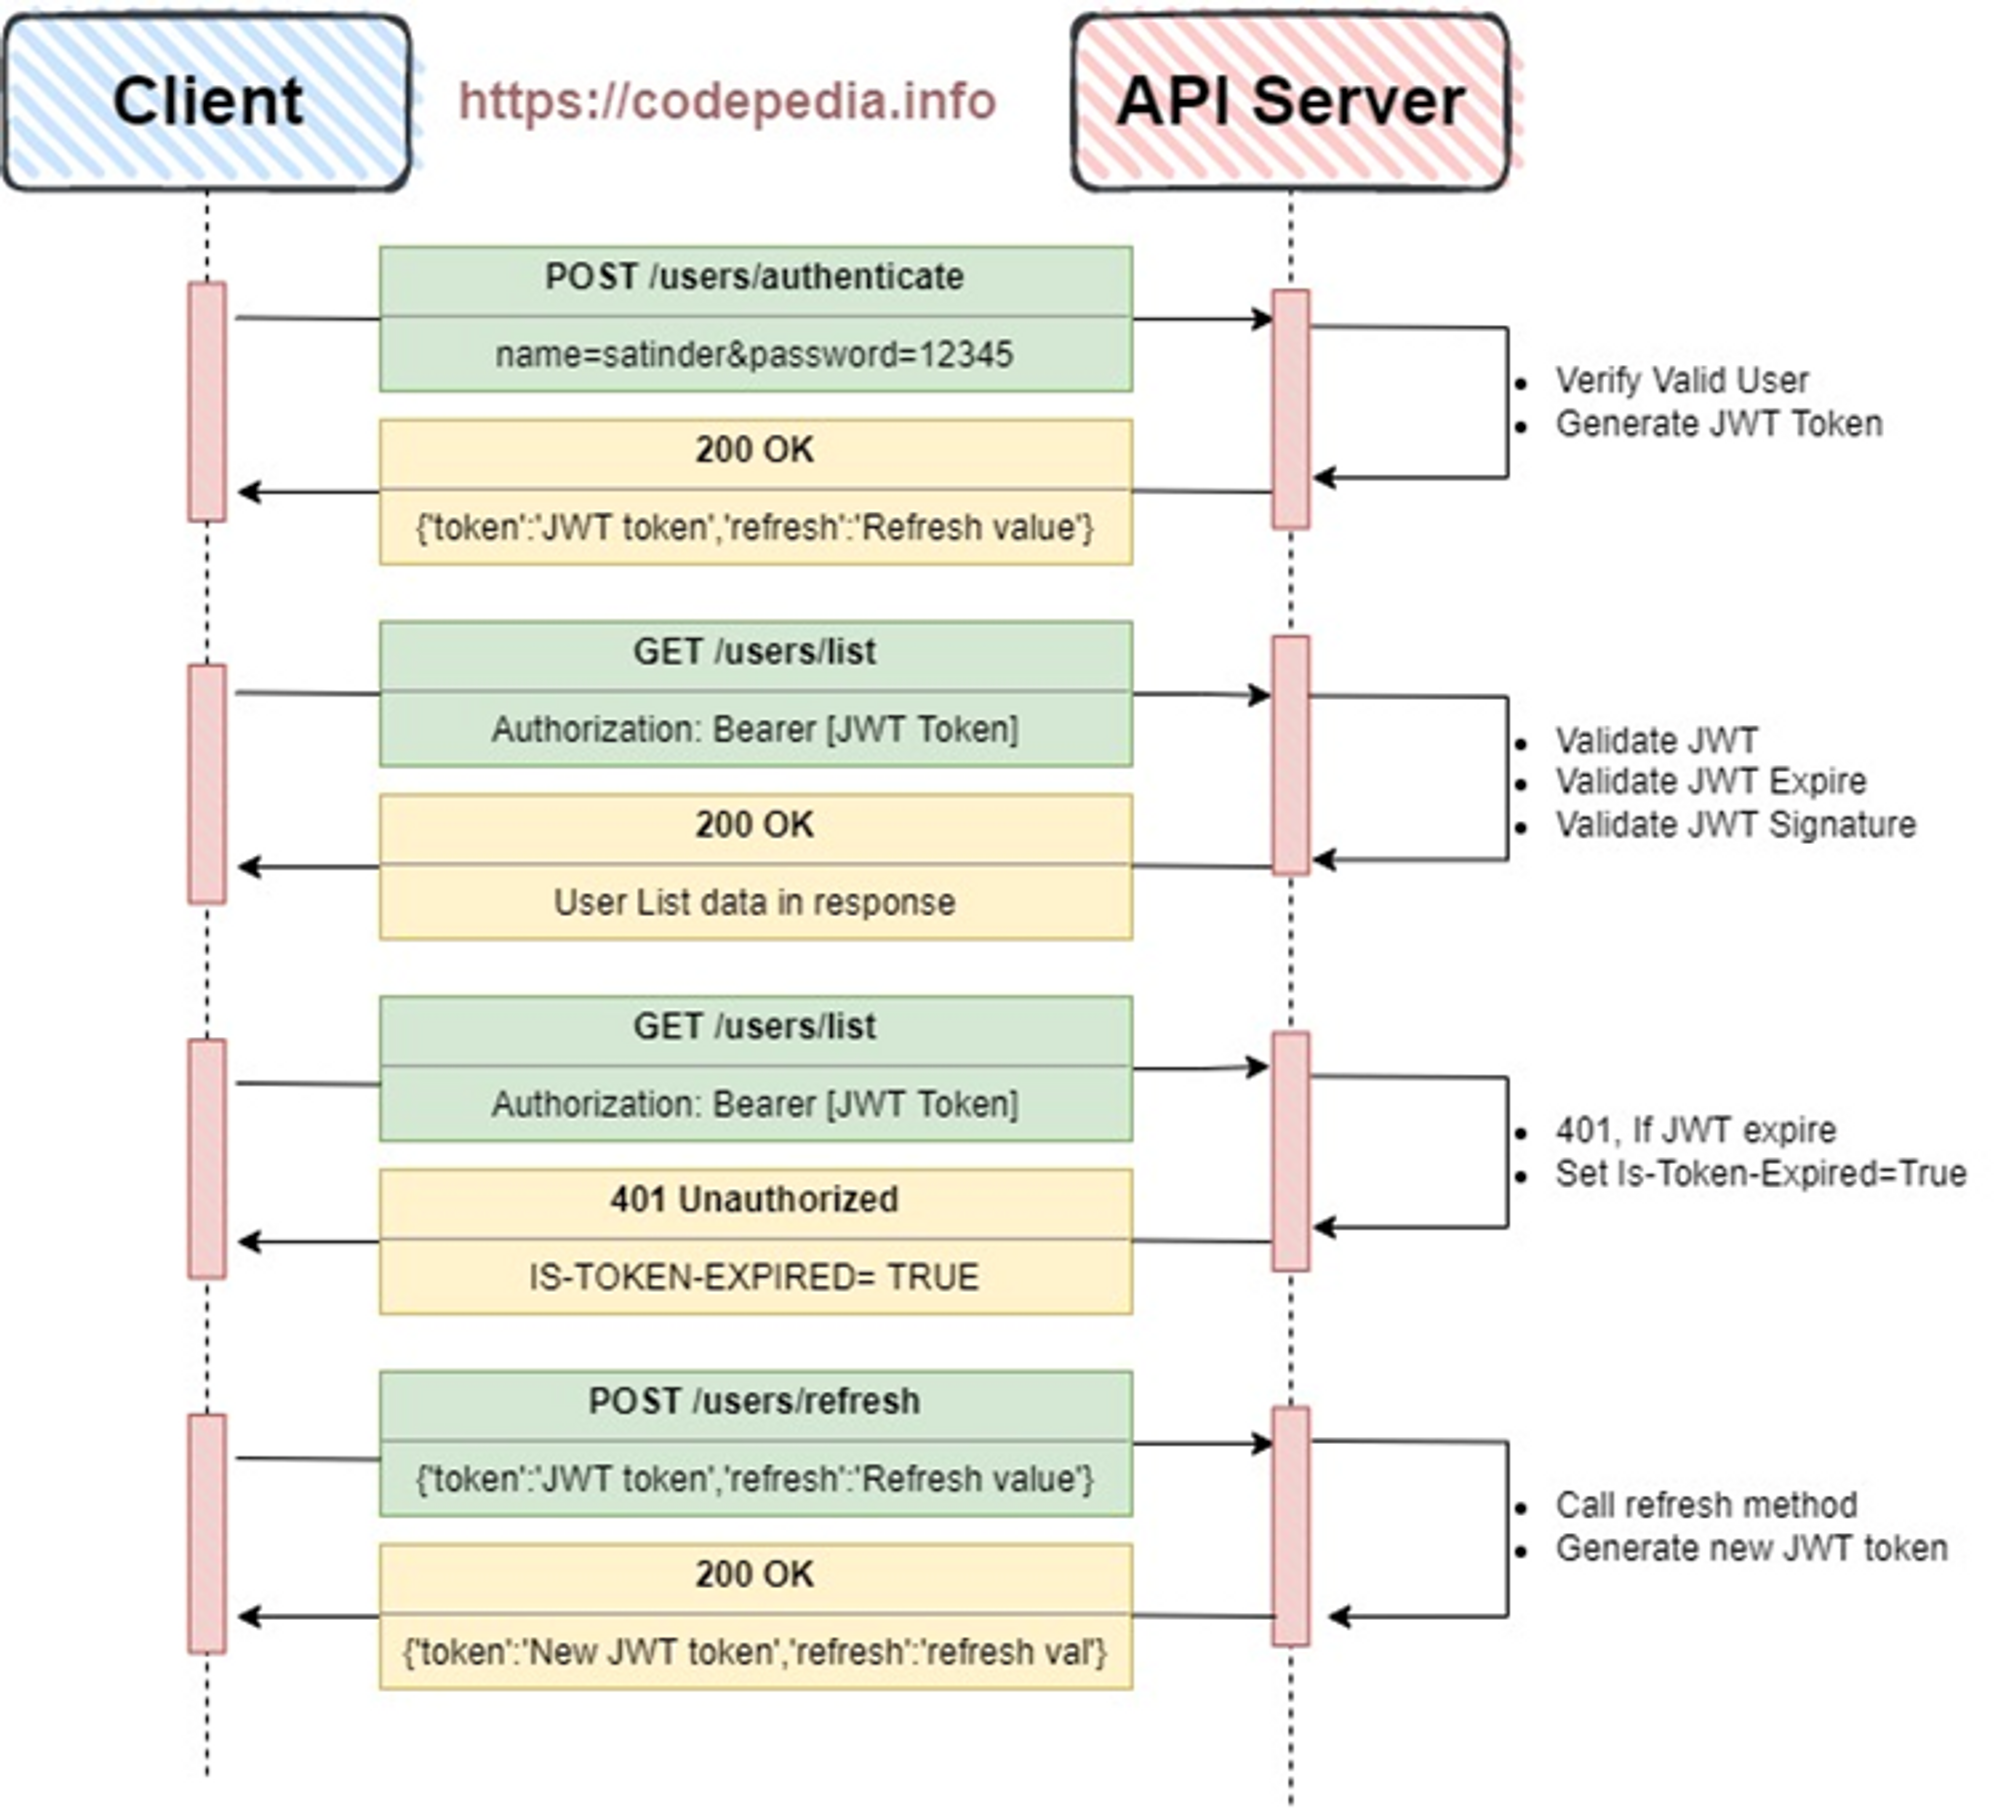 Client
https://codepedia.info
API Server
POST /users/authenticate
name=satinder&password=12345
• Verify Valid User
• Generate JWT Token
200 OK
{'token':'JWT token','refresh':'Refresh value'}
GET /users/list
Authorization: Bearer [JWT Token]
• Validate JWT
• Validate JWT Expire
• Validate JWT Signature
200 OK
User List data in response
GET /users/list
Authorization: Bearer [JWT Token]
• 401, If JWT expire
• Set Is-Token-Expired=True
401 Unauthorized
IS-TOKEN-EXPIRED= TRUE
POST /users/refresh
{'token':'JWT token','refresh':'Refresh value'}
• Call refresh method
• Generate new JWT token
200 OK
{'token':'New JWT token','refresh':'refresh val'}